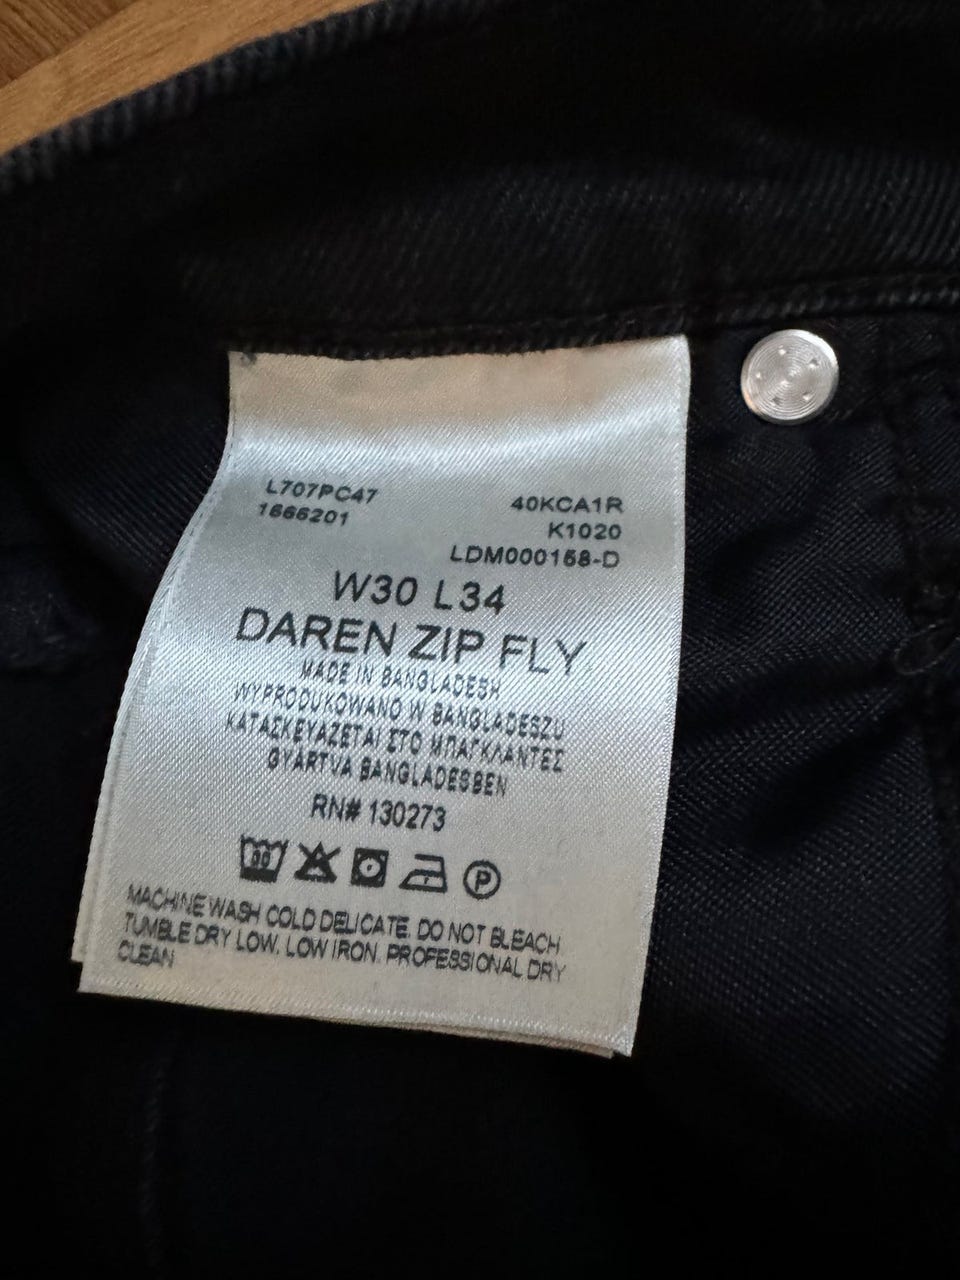 L707PC47
1666201
40KCA1R
K1020
LDM000158-D
W30 L34
DAREN ZIP FLY
MADE IN BANGLADESH
WYPRODUKOWANO W BANGLADESZU
ΚΑΤΑΣΚΕΥΑΖΕΤΑΙ ΣΤΟ ΜΠΑΓΚΛΑΝΤΕΣ
GYÁRTVA BANGLADESBEN
RN# 130273
30
P
MACHINE WASH COLD DELICATE. DO NOT BLEACH.
TUMBLE DRY LOW. LOW IRON. PROFESSIONAL DRY
CLEAN